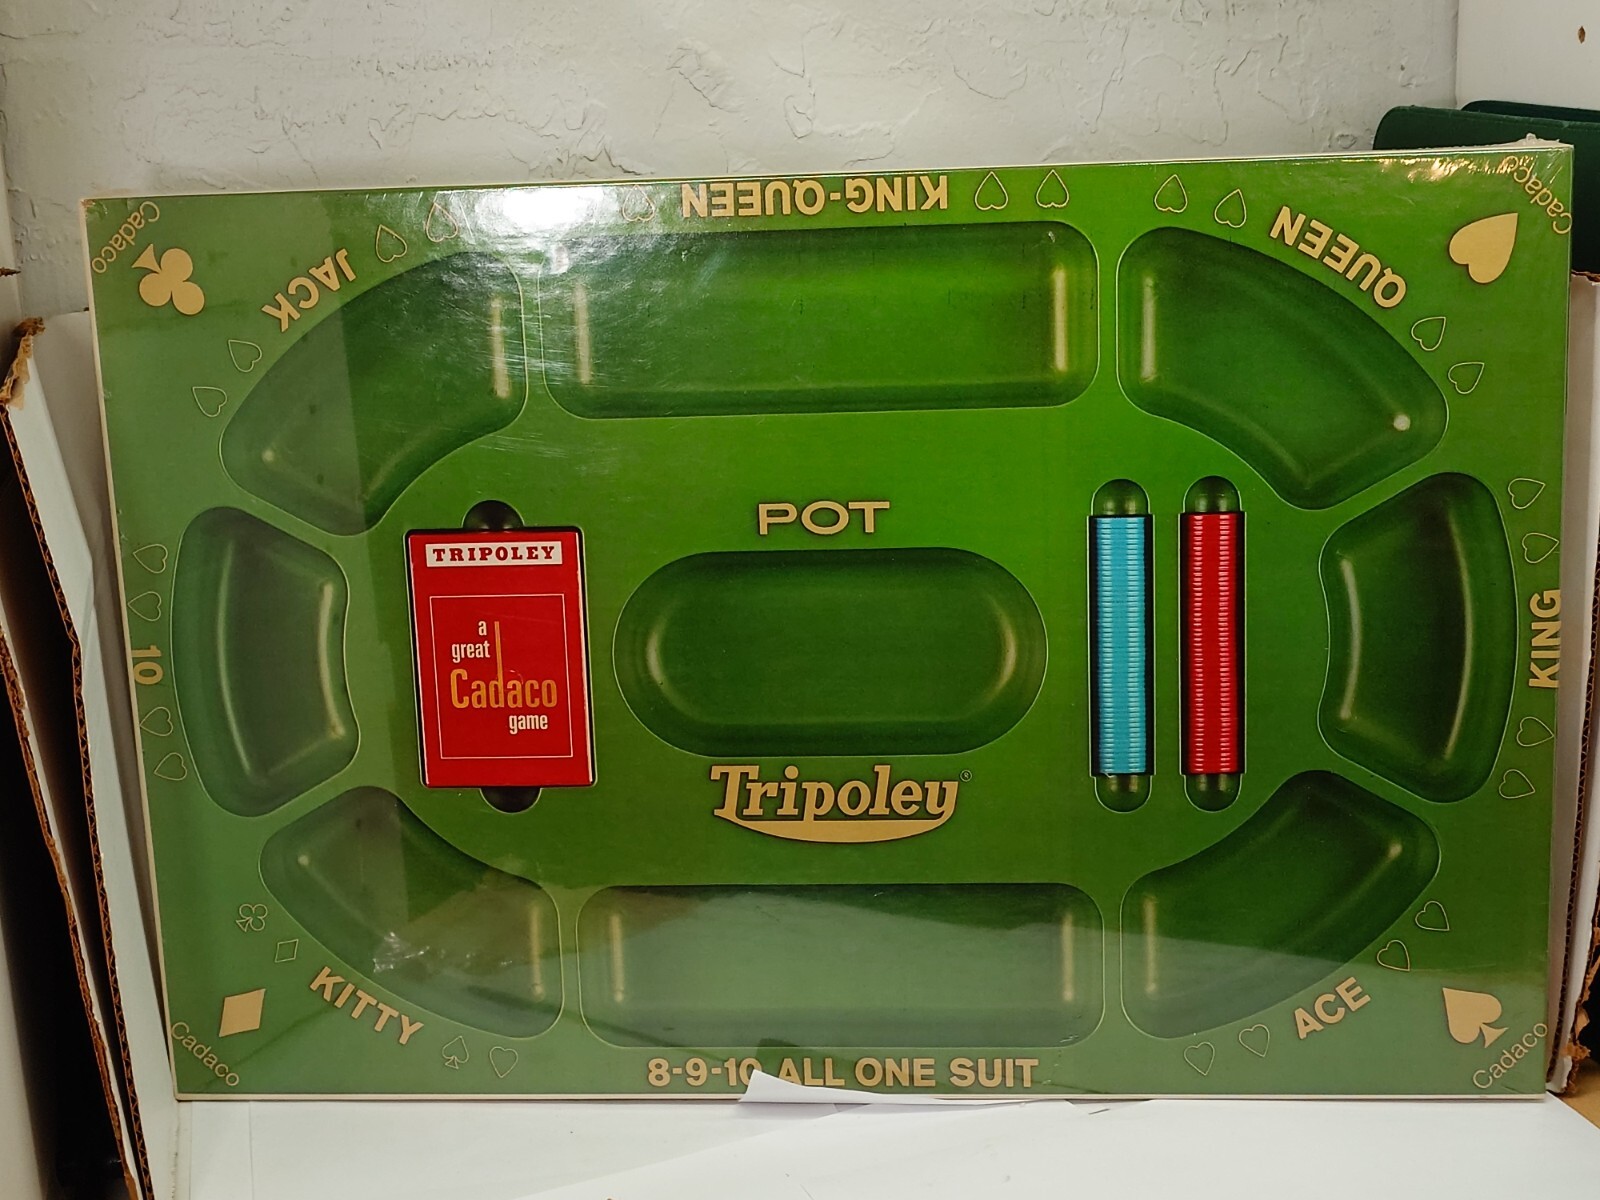 Cadaco
KING-QUEEN
Cadaco
JACK
QUEEN
POT
TRIPOLEY
a
great
Cadaco
game
10
KING
Tripoley®
KITTY
ACE
Cadaco
8-9-10 ALL ONE SUIT
Cadaco